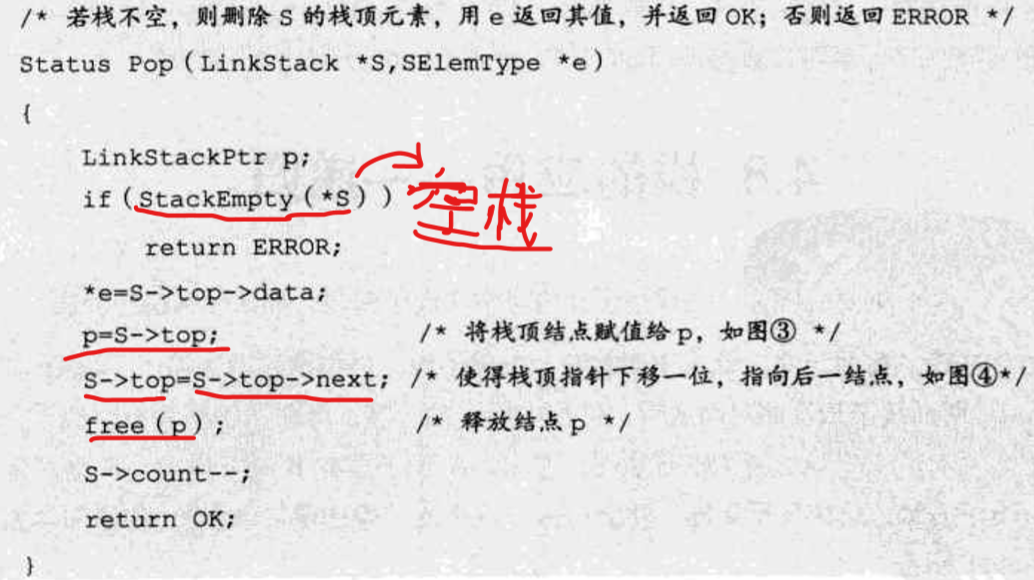 /* 若栈不空，则删除 S 的栈顶元素，用 e 返回其值，并返回 OK；否则返回 ERROR */
Status Pop(LinkStack *S,SElemType *e)
{
LinkStackPtr p;
if(StackEmpty(*S)) 空栈
return ERROR;
*e=S->top->data;
p=S->top; /* 将栈顶结点赋值给 p，如图③ */
S->top=S->top->next; /* 使得栈顶指针下移一位，指向后一结点，如图④*/
free(p); /* 释放结点 p */
S->count--;
return OK;
}